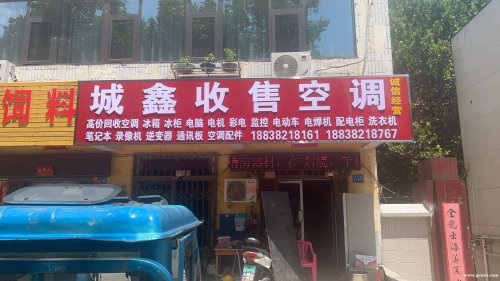 饲料
城鑫收售空调
诚信经营
高价回收空调 冰箱 冰柜 电脑 电机 彩电 监控 电动车 电焊机 配电柜 洗衣机
笔记本 录像机 逆变器 通讯板 空调配件 18838218161 18838218767